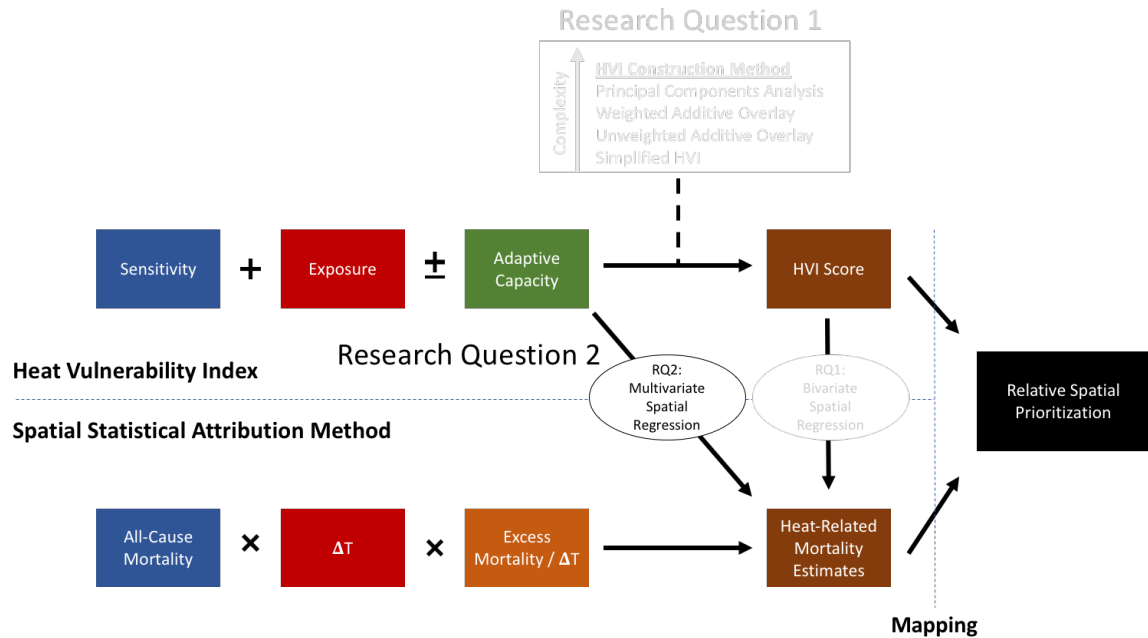 Research Question 1
Complexity
HVI Construction Method
Principal Components Analysis
Weighted Additive Overlay
Unweighted Additive Overlay
Simplified HVI
Sensitivity
+
Exposure
±
Adaptive
Capacity
HVI Score
Research Question 2
Heat Vulnerability Index
RQ2:
Multivariate
Spatial
Regression
RQ1:
Bivariate
Spatial
Regression
Relative Spatial
Prioritization
Spatial Statistical Attribution Method
All-Cause
Mortality
×
ΔT
×
Excess
Mortality / ΔT
Heat-Related
Mortality
Estimates
Mapping